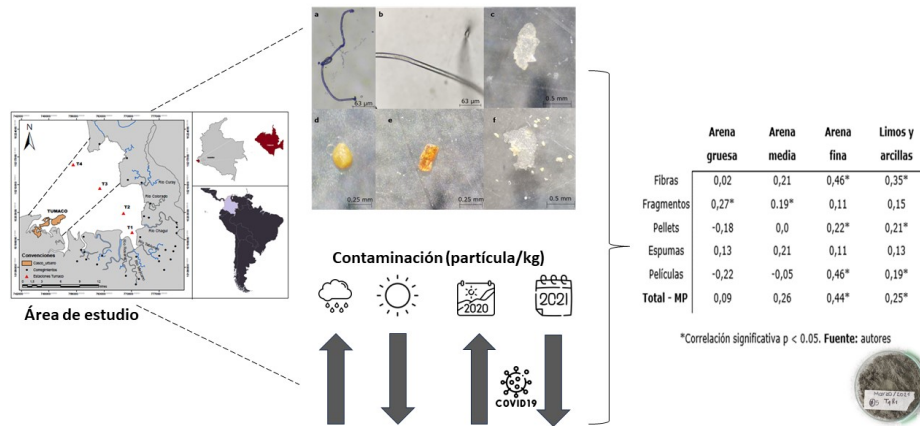 a
b
c
63 µm
63 µm
0.5 mm
d
e
f
0.25 mm
0.25 mm
0.5 mm
N
T4
T3
T2
T1
TUMACO
Río Curay
Río Colorado
Río Chagüi
Convenciones
Casco_urbano
Corregimientos
Estaciones Tumaco
Área de estudio
Contaminación (partícula/kg)
2020
2021
COVID19
Arena gruesa Arena media Arena fina Limos y arcillas
Fibras 0,02 0,21 0,46* 0,35*
Fragmentos 0,27* 0.19* 0,11 0,15
Pellets -0,18 0,0 0,22* 0,21*
Espumas 0,13 0,21 0,11 0,13
Películas -0,22 -0,05 0,46* 0,19*
Total - MP 0,09 0,26 0,44* 0,25*
*Correlación significativa p < 0.05. Fuente: autores